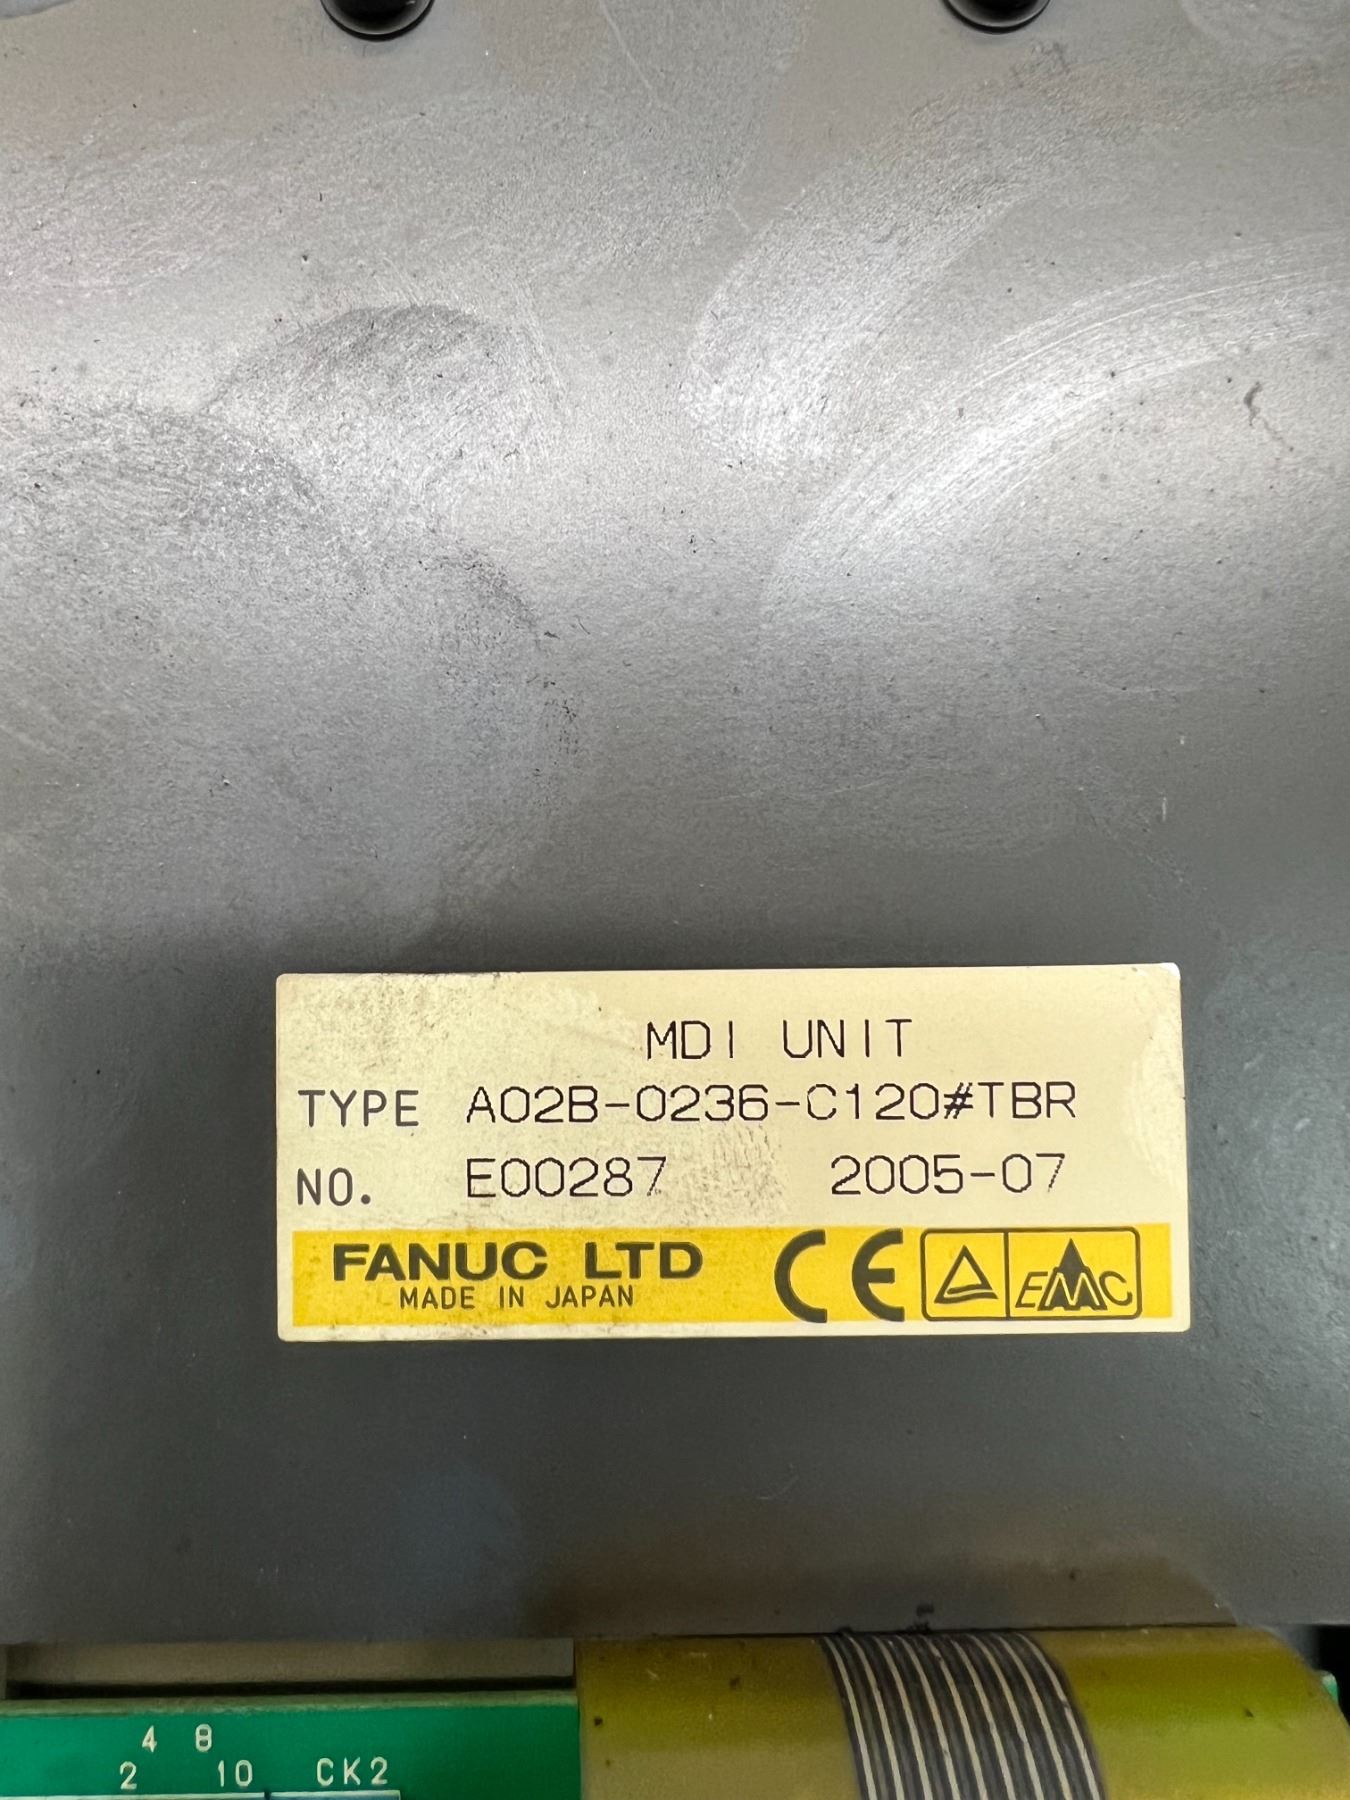 MDI UNIT
TYPE A02B-0236-C120#TBR
NO. E00287 2005-07
FANUC LTD
MADE IN JAPAN
CE
EMC
4 8
2 10 CK2